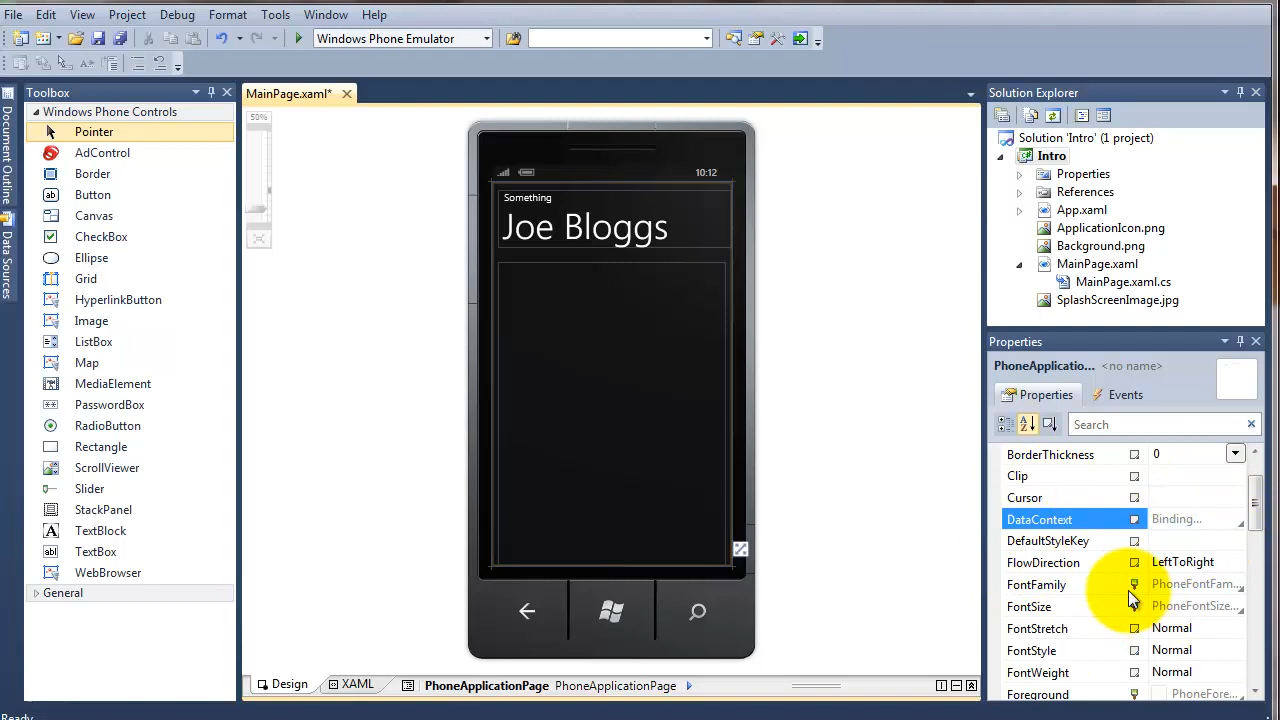 File Edit View Project Debug Format Tools Window Help
Windows Phone Emulator
Toolbox
Windows Phone Controls
Pointer
AdControl
Border
Button
Canvas
CheckBox
Ellipse
Grid
HyperlinkButton
Image
ListBox
Map
MediaElement
PasswordBox
RadioButton
Rectangle
ScrollViewer
Slider
StackPanel
TextBlock
TextBox
WebBrowser
General
Document Outline
Data Sources
MainPage.xaml*
50%
10:12
Something
Joe Bloggs
Design XAML PhoneApplicationPage PhoneApplicationPage
Solution Explorer
Solution 'Intro' (1 project)
Intro
Properties
References
App.xaml
ApplicationIcon.png
Background.png
MainPage.xaml
MainPage.xaml.cs
SplashScreenImage.jpg
Properties
PhoneApplicatio... <no name>
Properties Events
Search
BorderThickness 0
Clip
Cursor
DataContext Binding...
DefaultStyleKey
FlowDirection LeftToRight
FontFamily PhoneFontFam...
FontSize PhoneFontSize...
FontStretch Normal
FontStyle Normal
FontWeight Normal
Foreground PhoneFore...
Ready